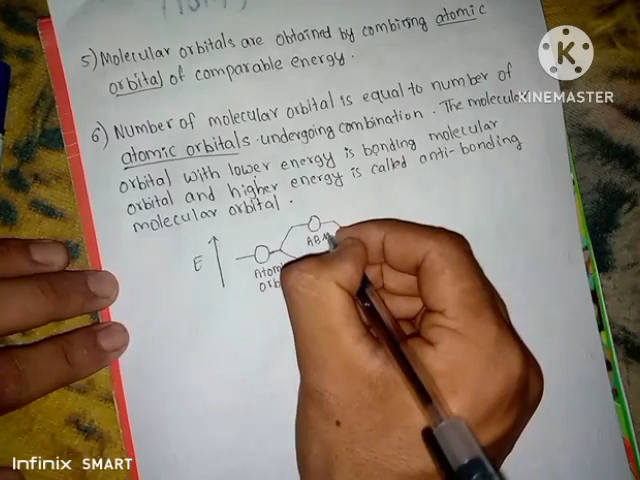 5) Molecular orbitals are obtained by combining atomic
orbital of comparable energy.
6) Number of molecular orbital is equal to number of
atomic orbitals undergoing combination. The molecular
orbital with lower energy is bonding molecular
orbital and higher energy is called anti-bonding
molecular orbital.
E
ABM
K
KINEMASTER
Infinix SMART